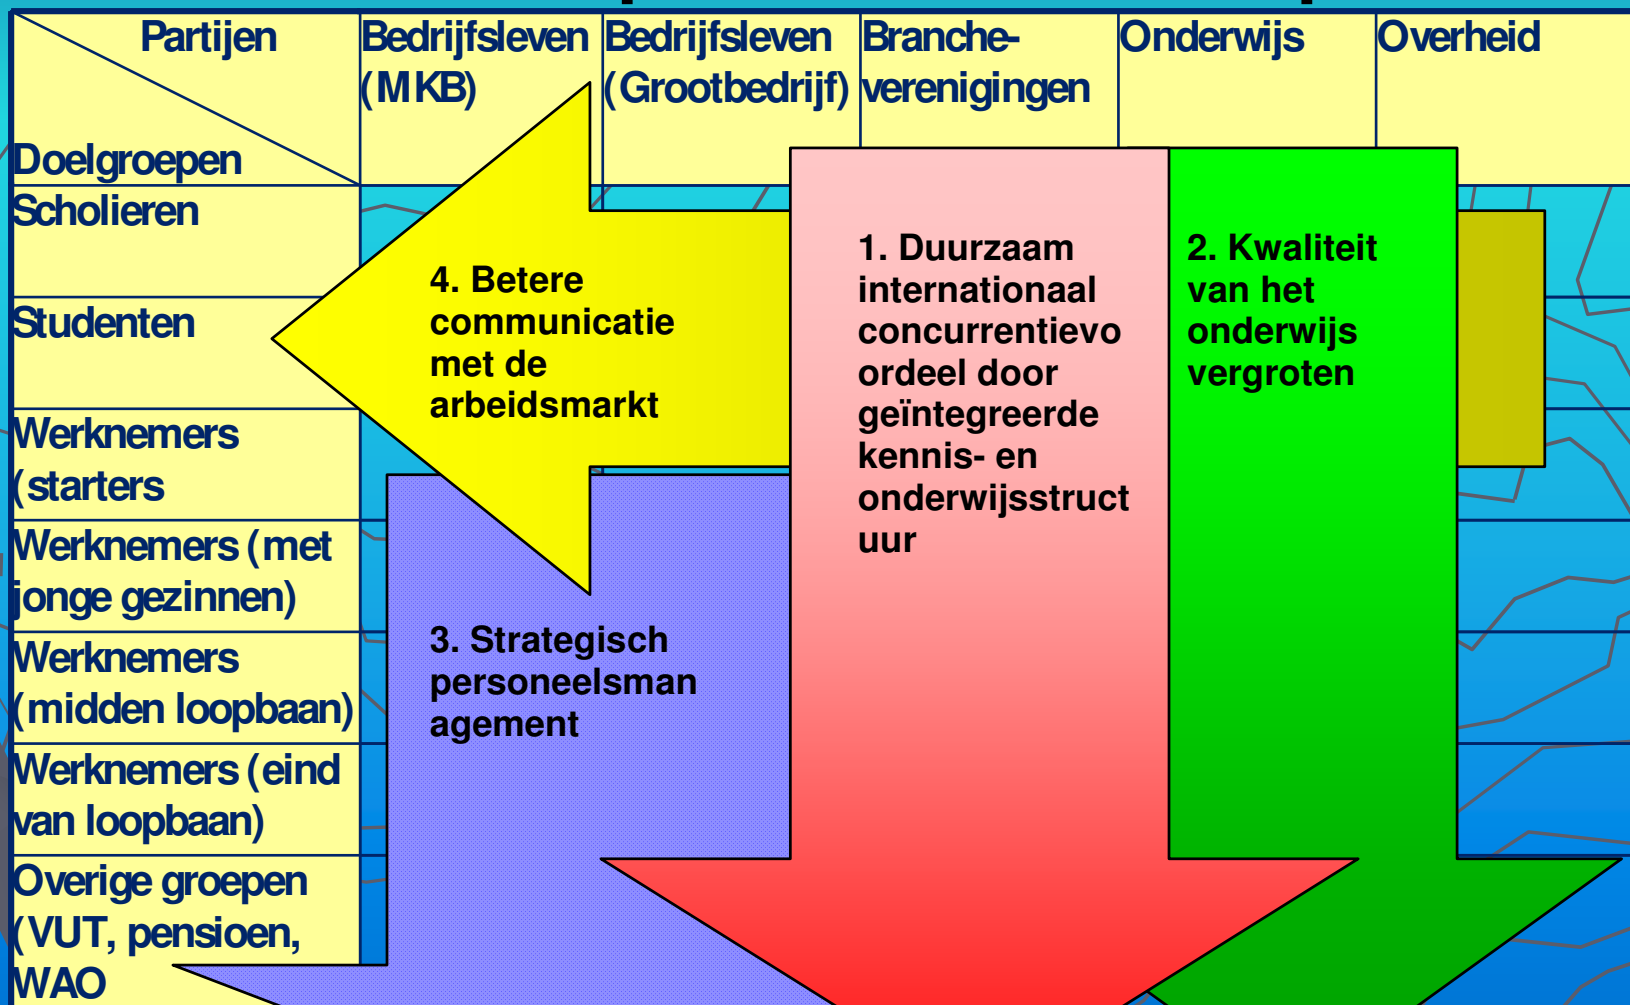 Partijen
Doelgroepen
Bedrijfsleven
(MKB)
Bedrijfsleven
(Grootbedrijf)
Branche-
verenigingen
Onderwijs
Overheid
Scholieren
Studenten
Werknemers
(starters
Werknemers (met
jonge gezinnen)
Werknemers
(midden loopbaan)
Werknemers (eind
van loopbaan)
Overige groepen
(VUT, pensioen,
WAO
4. Betere
communicatie
met de
arbeidsmarkt
1. Duurzaam
internationaal
concurrentievo
ordeel door
geïntegreerde
kennis- en
onderwijsstruct
uur
2. Kwaliteit
van het
onderwijs
vergroten
3. Strategisch
personeelsman
agement